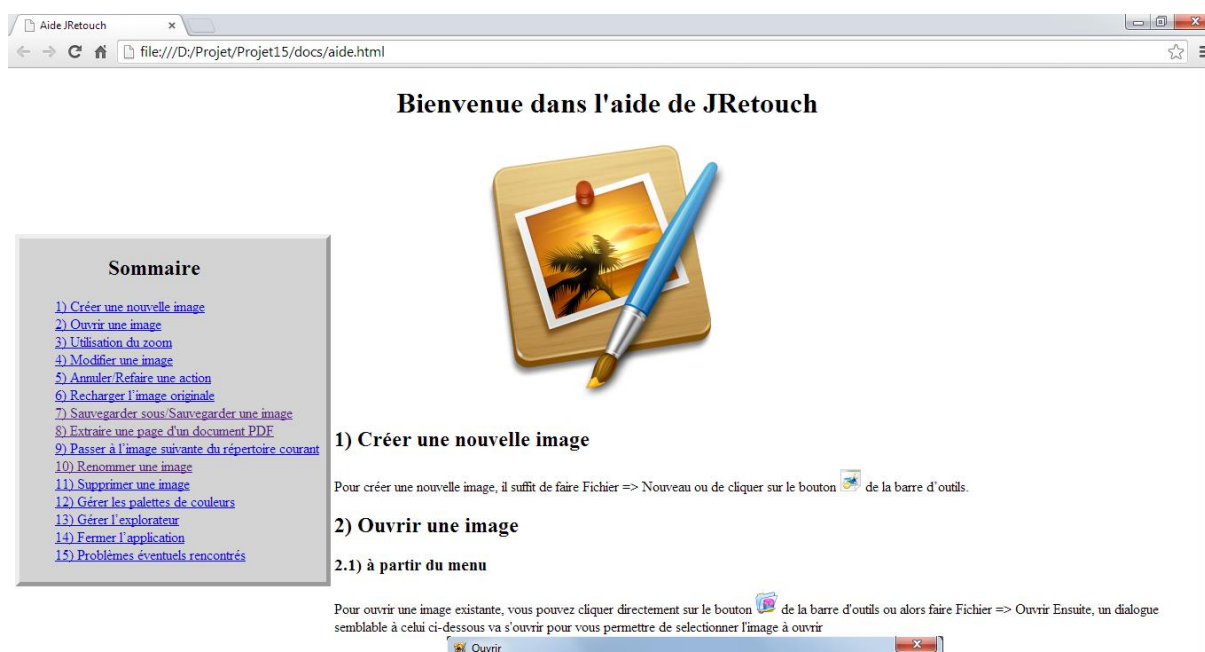 Aide JRetouch
file:///D:/Projet/Projet15/docs/aide.html
Bienvenue dans l'aide de JRetouch
Sommaire
1) Créer une nouvelle image
2) Ouvrir une image
3) Utilisation du zoom
4) Modifier une image
5) Annuler/Refaire une action
6) Recharger l'image originale
7) Sauvegarder sous/Sauvegarder une image
8) Extraire une page d'un document PDF
9) Passer à l'image suivante du répertoire courant
10) Renommer une image
11) Supprimer une image
12) Gérer les palettes de couleurs
13) Gérer l'explorateur
14) Fermer l'application
15) Problèmes éventuels rencontrés
1) Créer une nouvelle image
Pour créer une nouvelle image, il suffit de faire Fichier => Nouveau ou de cliquer sur le bouton de la barre d'outils.
2) Ouvrir une image
2.1) à partir du menu
Pour ouvrir une image existante, vous pouvez cliquer directement sur le bouton de la barre d'outils ou alors faire Fichier => Ouvrir Ensuite, un dialogue
semblable à celui ci-dessous va s'ouvrir pour vous permettre de selectionner l'image à ouvrir
Ouvrir